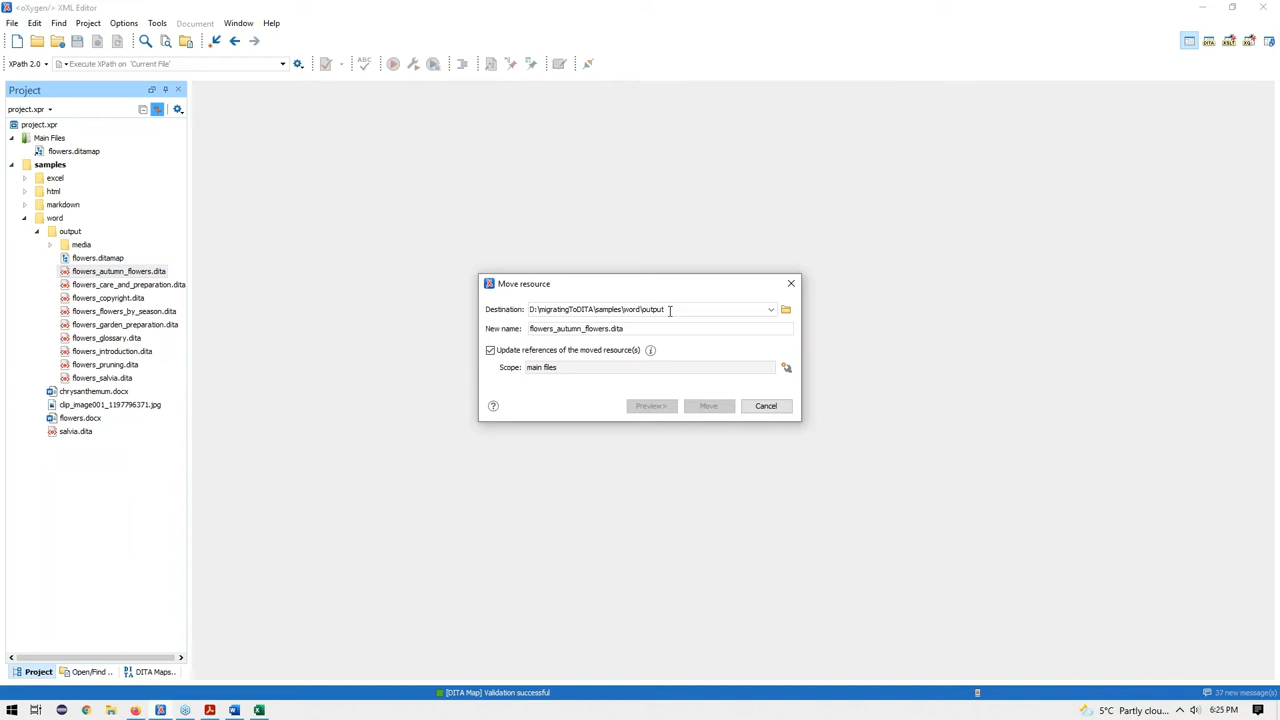 <oXygen/> XML Editor
File Edit Find Project Options Tools Document Window Help
XPath 2.0 Execute XPath on 'Current File'
Project
project.xpr
project.xpr
Main Files
flowers.ditamap
samples
excel
html
markdown
word
output
media
flowers.ditamap
flowers_autumn_flowers.dita
flowers_care_and_preparation.dita
flowers_copyright.dita
flowers_flowers_by_season.dita
flowers_garden_preparation.dita
flowers_glossary.dita
flowers_introduction.dita
flowers_pruning.dita
flowers_salvia.dita
chrysanthemum.docx
clip_image001_1197796371.jpg
flowers.docx
salvia.dita
Move resource
Destination: D:\migratingToDITA\samples\word\output
New name: flowers_autumn_flowers.dita
Update references of the moved resource(s)
Scope: main files
Preview> Move Cancel
Project Open/Find .. DITA Maps..
[DITA Map] Validation successful 37 new message(s)
5°C Partly clou... 6:25 PM